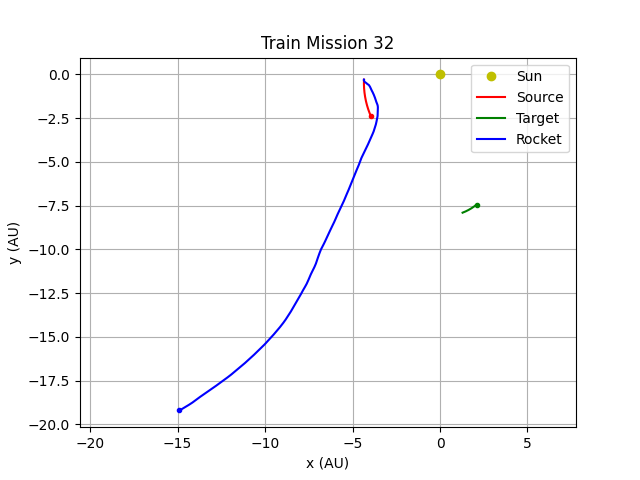 Train Mission 32
Sun
Source
Target
Rocket
y (AU)
0.0
−2.5
−5.0
−7.5
−10.0
−12.5
−15.0
−17.5
−20.0
−20 −15 −10 −5 0 5
x (AU)